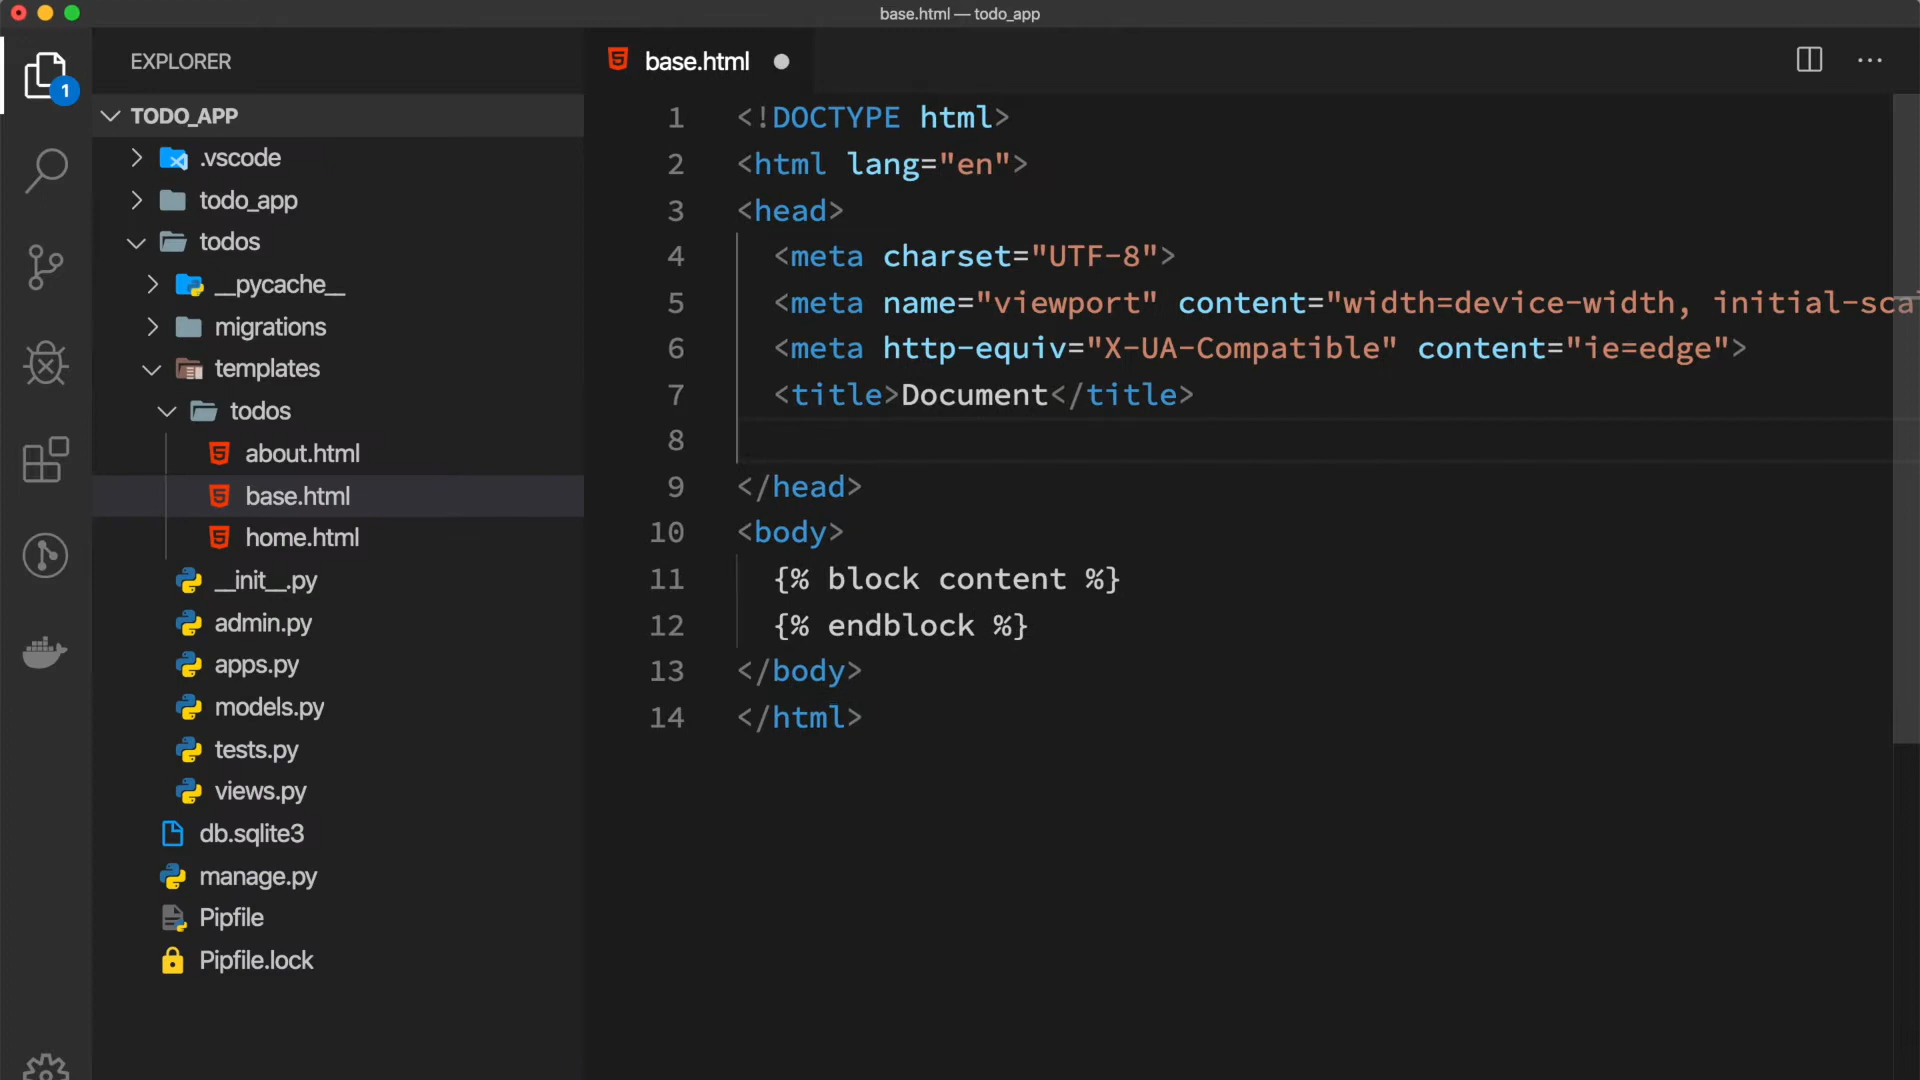 base.html — todo_app
1
EXPLORER
TODO_APP
.vscode
todo_app
todos
__pycache__
migrations
templates
todos
about.html
base.html
home.html
__init__.py
admin.py
apps.py
models.py
tests.py
views.py
db.sqlite3
manage.py
Pipfile
Pipfile.lock
base.html
1 <!DOCTYPE html>
2 <html lang="en">
3 <head>
4 <meta charset="UTF-8">
5 <meta name="viewport" content="width=device-width, initial-sca
6 <meta http-equiv="X-UA-Compatible" content="ie=edge">
7 <title>Document</title>
8
9 </head>
10 <body>
11 {% block content %}
12 {% endblock %}
13 </body>
14 </html>